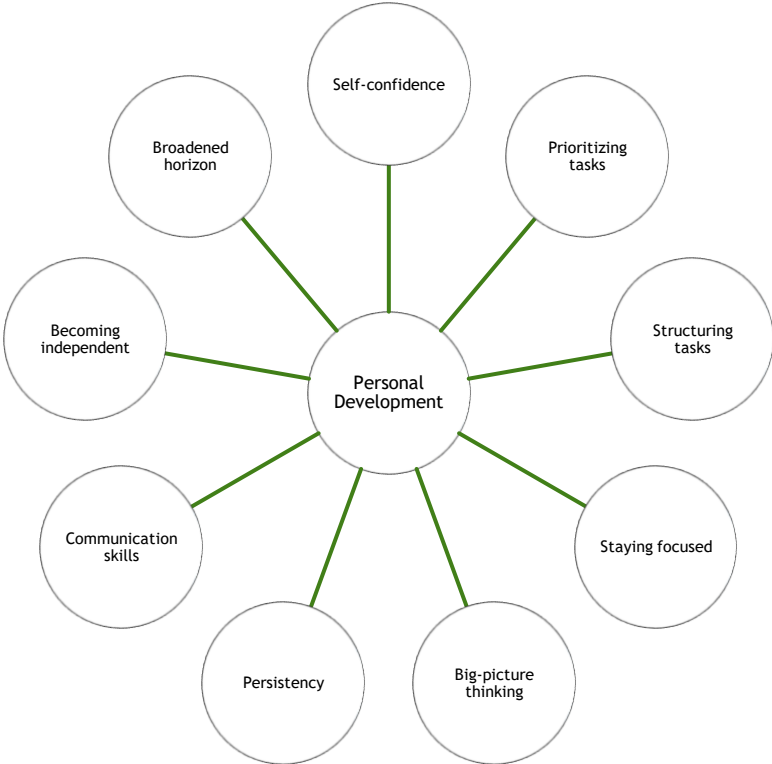 Self-confidence
Prioritizing
tasks
Structuring
tasks
Staying focused
Big-picture
thinking
Persistency
Communication
skills
Becoming
independent
Broadened
horizon
Personal
Development